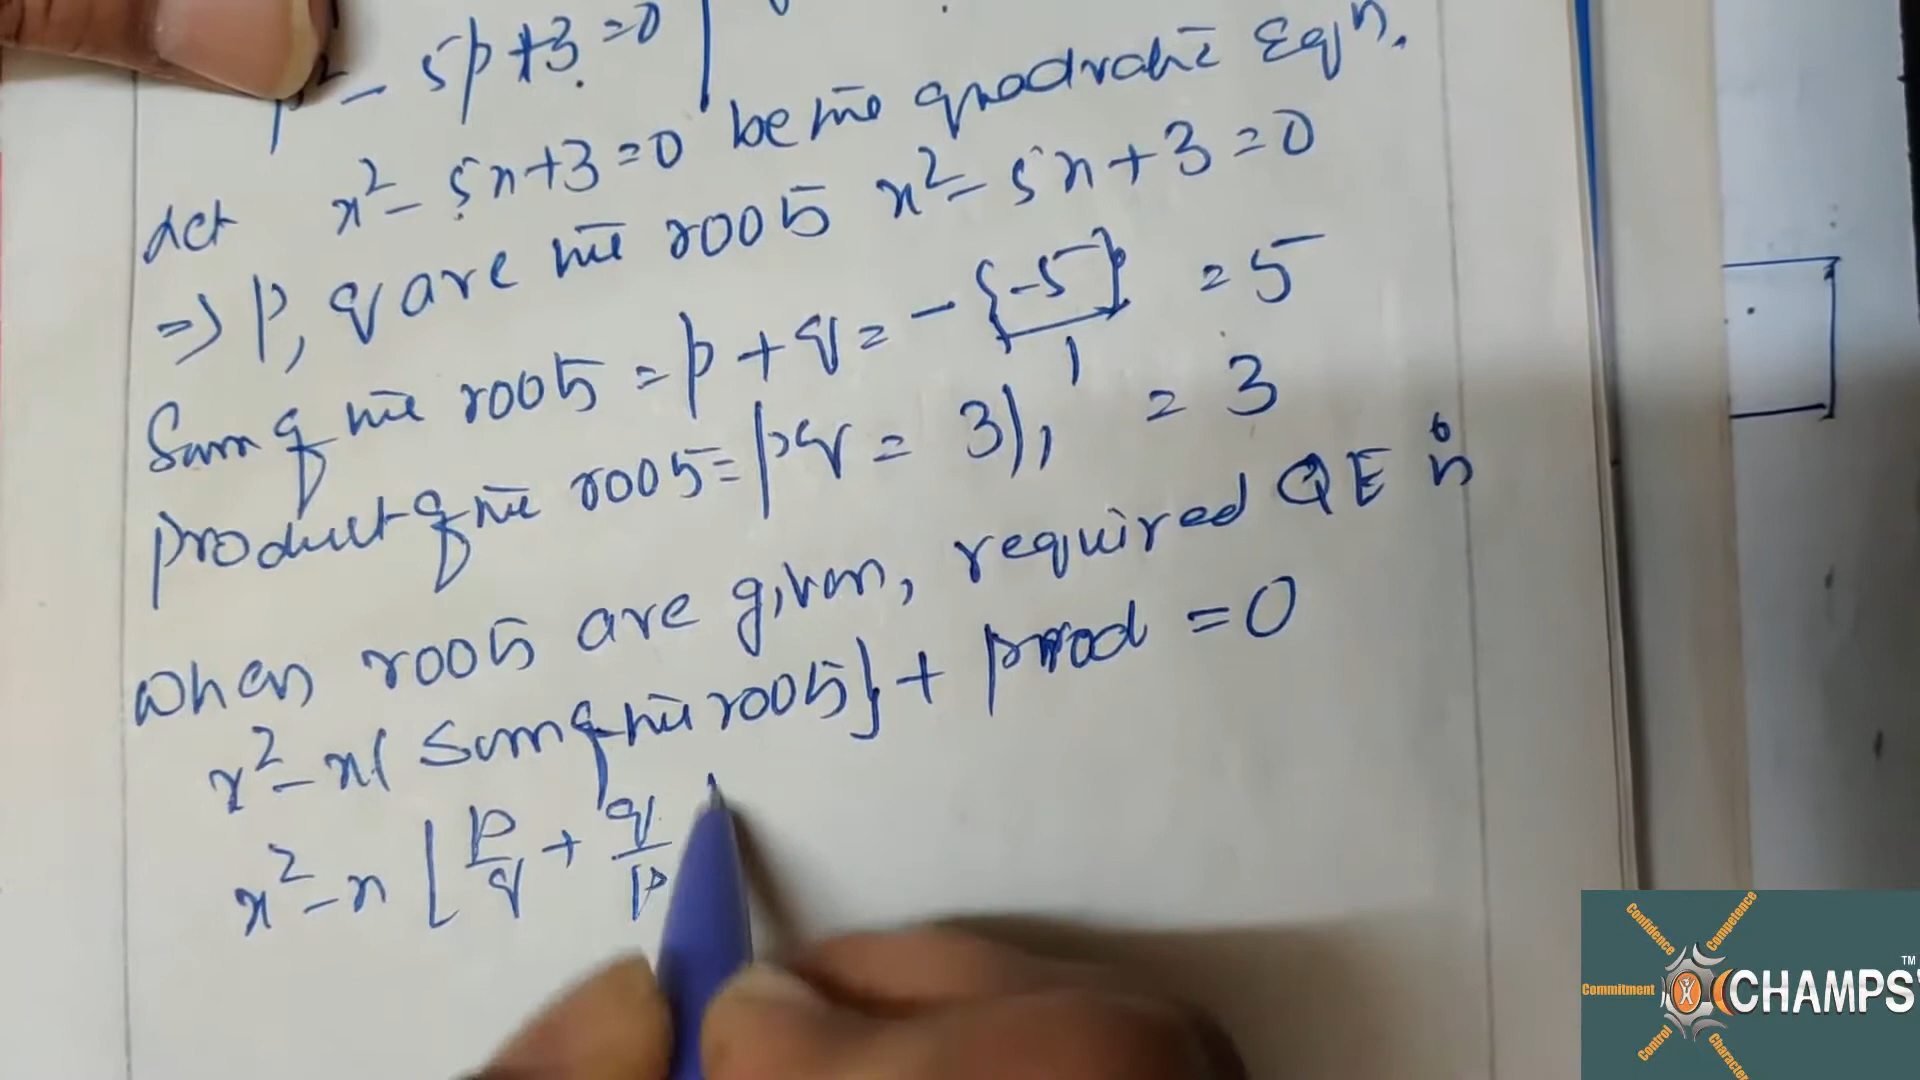 p² - 5p + 3 = 0
Let x² - 5x + 3 = 0 be the quadratic Eqn.
=> p, q are the roots x² - 5x + 3 = 0
Sum of the roots = p + q = -{-5}/1 = 5
product of the roots = pq = 3/1 = 3
When roots are given, required QE is
x² - x{Sum of the roots} + prod = 0
x² - x [p/q + q/p
Confidence
Competence
Commitment
CHAMPS™
Control
Character